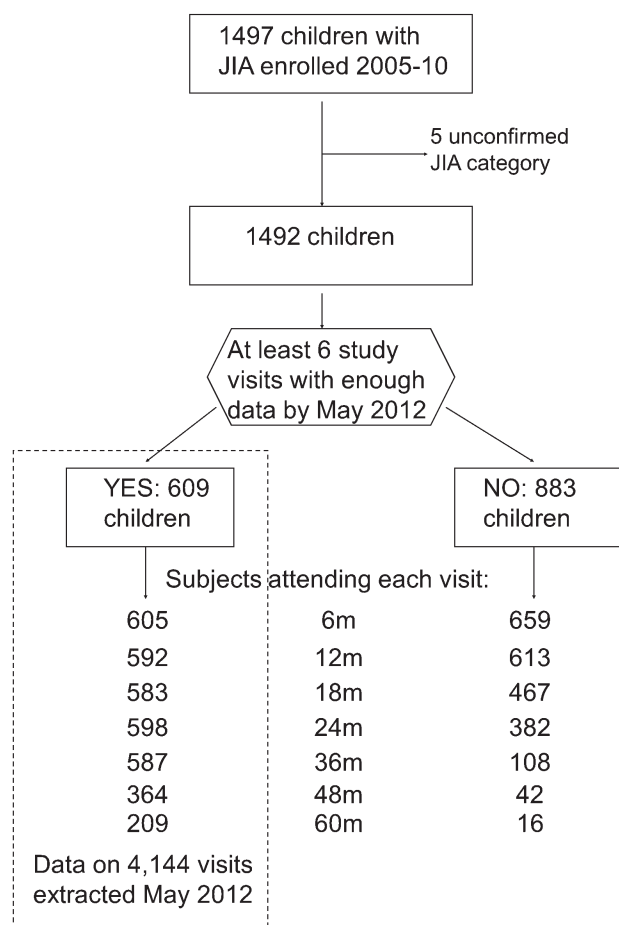 1497 children with
JIA enrolled 2005-10
5 unconfirmed
JIA category
1492 children
At least 6 study
visits with enough
data by May 2012
YES: 609
children
NO: 883
children
Subjects attending each visit:
605 6m 659
592 12m 613
583 18m 467
598 24m 382
587 36m 108
364 48m 42
209 60m 16
Data on 4,144 visits
extracted May 2012